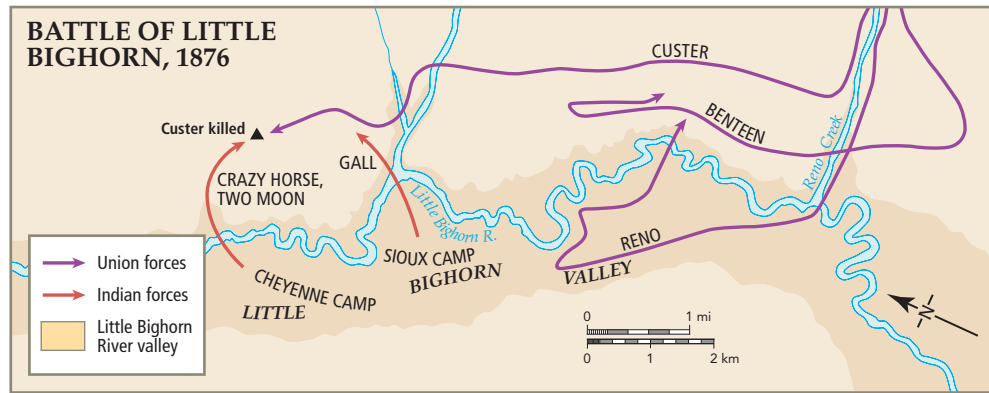 BATTLE OF LITTLE
BIGHORN, 1876
CUSTER
BENTEEN
Reno Creek
Custer killed
GALL
CRAZY HORSE,
TWO MOON
Little Bighorn R.
RENO
SIOUX CAMP
CHEYENNE CAMP
LITTLE
BIGHORN
VALLEY
Union forces
Indian forces
Little Bighorn
River valley
0 1 mi
0 1 2 km
N